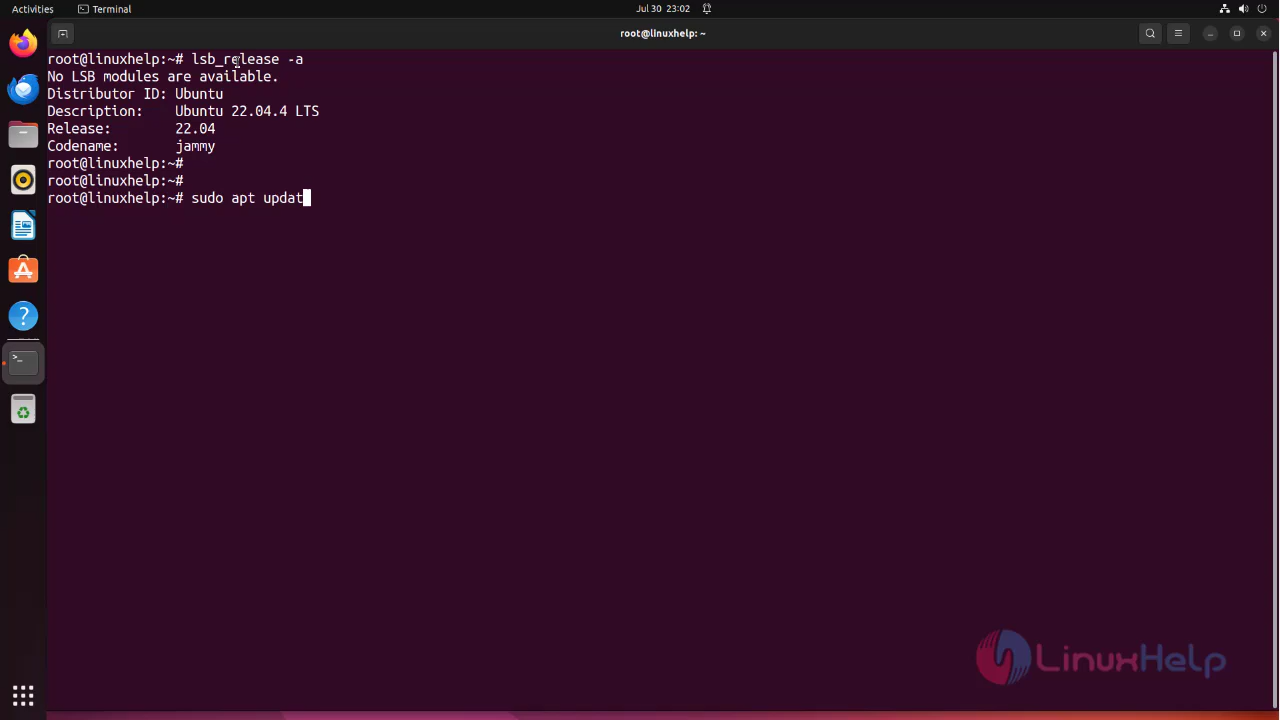 Activities Terminal Jul 30 23:02
root@linuxhelp: ~
root@linuxhelp:~# lsb_release -a
No LSB modules are available.
Distributor ID: Ubuntu
Description:    Ubuntu 22.04.4 LTS
Release:        22.04
Codename:       jammy
root@linuxhelp:~#
root@linuxhelp:~#
root@linuxhelp:~# sudo apt updat
LinuxHelp